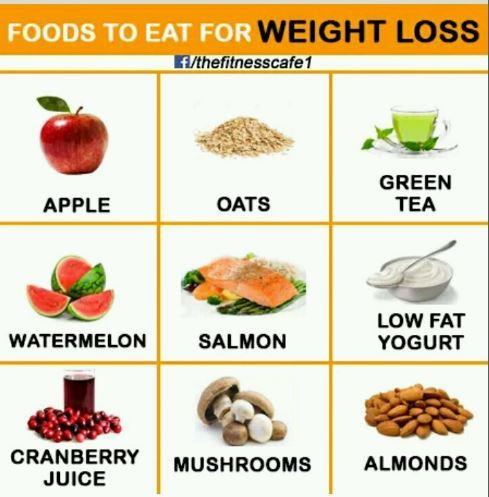 FOODS TO EAT FOR WEIGHT LOSS
f/thefitnesscafe1
APPLE
OATS
GREEN
TEA
WATERMELON
SALMON
LOW FAT
YOGURT
CRANBERRY
JUICE
MUSHROOMS
ALMONDS